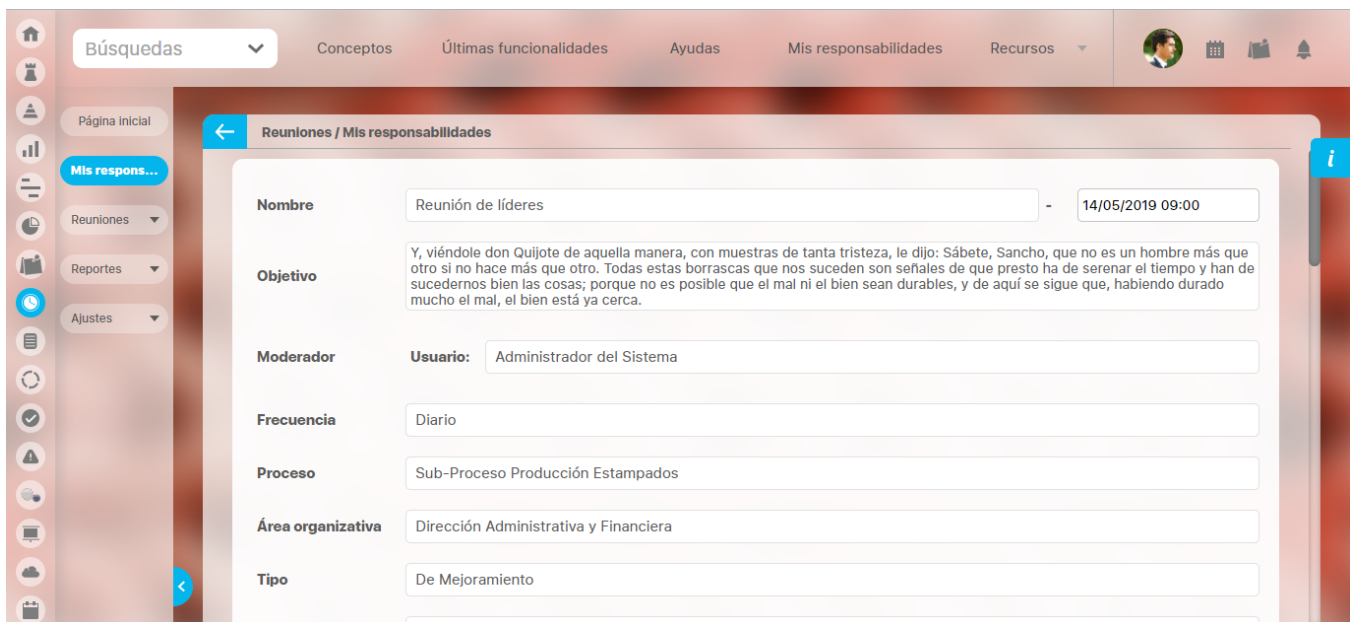 Búsquedas
Conceptos
Últimas funcionalidades
Ayudas
Mis responsabilidades
Recursos
Página inicial
Mis respons...
Reuniones
Reportes
Ajustes
Reuniones / Mis responsabilidades
i
Nombre
Reunión de líderes
-
14/05/2019 09:00
Objetivo
Y, viéndole don Quijote de aquella manera, con muestras de tanta tristeza, le dijo: Sábete, Sancho, que no es un hombre más que
otro si no hace más que otro. Todas estas borrascas que nos suceden son señales de que presto ha de serenar el tiempo y han de
sucedernos bien las cosas; porque no es posible que el mal ni el bien sean durables, y de aquí se sigue que, habiendo durado
mucho el mal, el bien está ya cerca.
Moderador
Usuario:
Administrador del Sistema
Frecuencia
Diario
Proceso
Sub-Proceso Producción Estampados
Área organizativa
Dirección Administrativa y Financiera
Tipo
De Mejoramiento